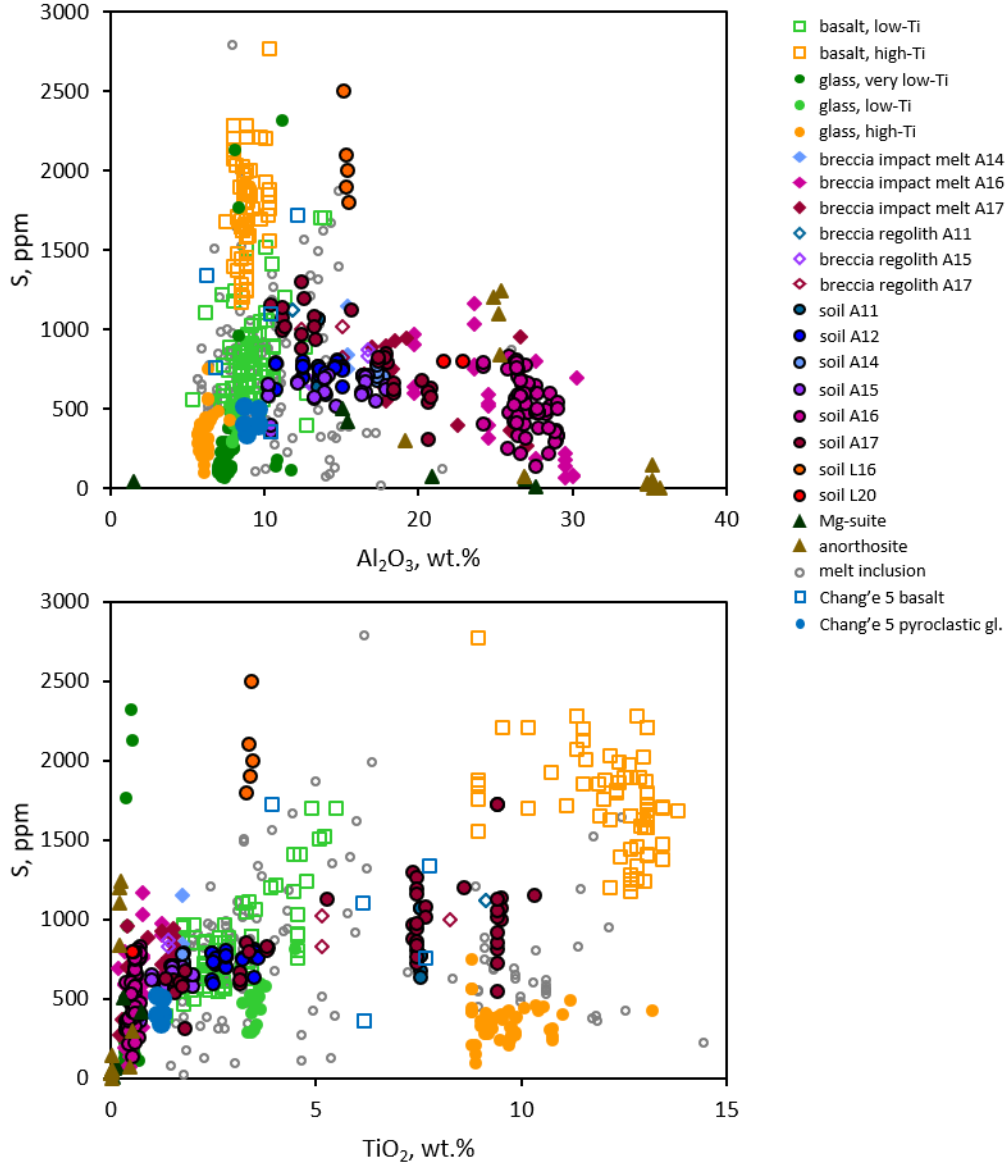 3000
2500
2000
1500
1000
500
0
S, ppm
0 10 20 30 40
Al₂O₃, wt.%
basalt, low-Ti
basalt, high-Ti
glass, very low-Ti
glass, low-Ti
glass, high-Ti
breccia impact melt A14
breccia impact melt A16
breccia impact melt A17
breccia regolith A11
breccia regolith A15
breccia regolith A17
soil A11
soil A12
soil A14
soil A15
soil A16
soil A17
soil L16
soil L20
Mg-suite
anorthosite
melt inclusion
Chang'e 5 basalt
Chang'e 5 pyroclastic gl.
3000
2500
2000
1500
1000
500
0
S, ppm
0 5 10 15
TiO₂, wt.%